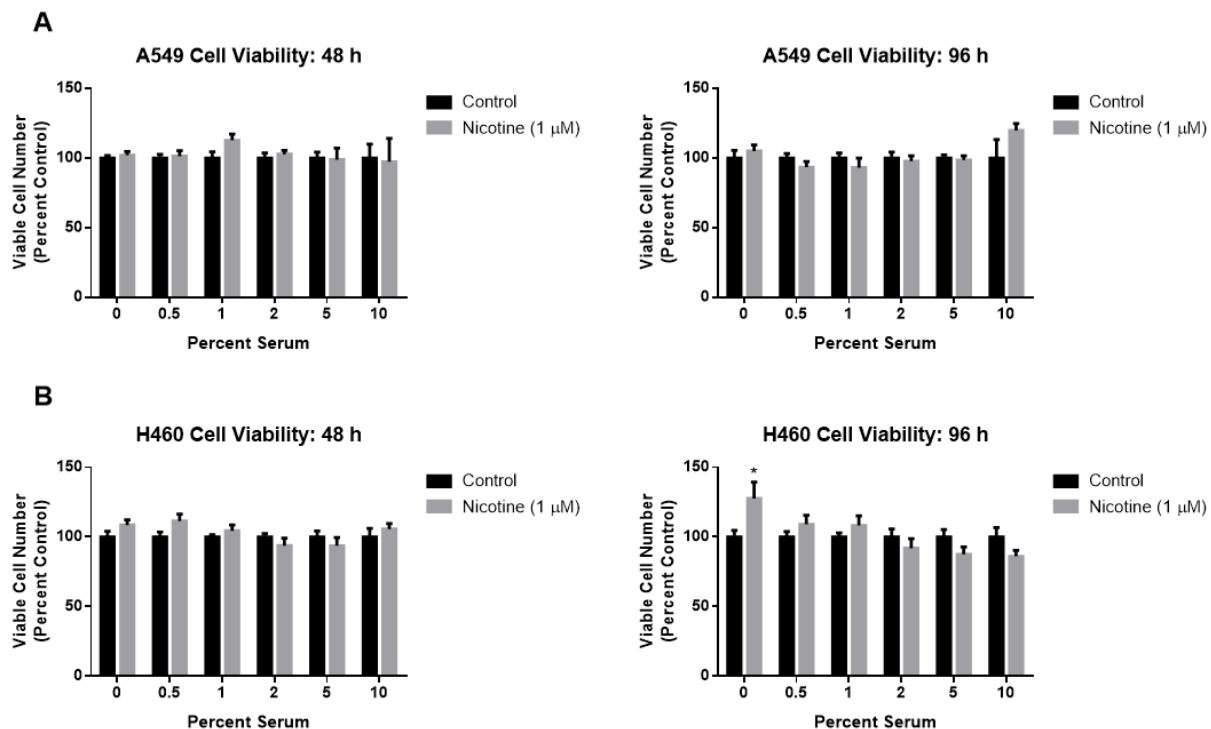 A
A549 Cell Viability: 48 h
Viable Cell Number
(Percent Control)
150
100
50
0
0 0.5 1 2 5 10
Percent Serum
Control
Nicotine (1 μM)
A549 Cell Viability: 96 h
Viable Cell Number
(Percent Control)
150
100
50
0
0 0.5 1 2 5 10
Percent Serum
Control
Nicotine (1 μM)
B
H460 Cell Viability: 48 h
Viable Cell Number
(Percent Control)
150
100
50
0
0 0.5 1 2 5 10
Percent Serum
Control
Nicotine (1 μM)
H460 Cell Viability: 96 h
Viable Cell Number
(Percent Control)
150
100
50
0
*
0 0.5 1 2 5 10
Percent Serum
Control
Nicotine (1 μM)